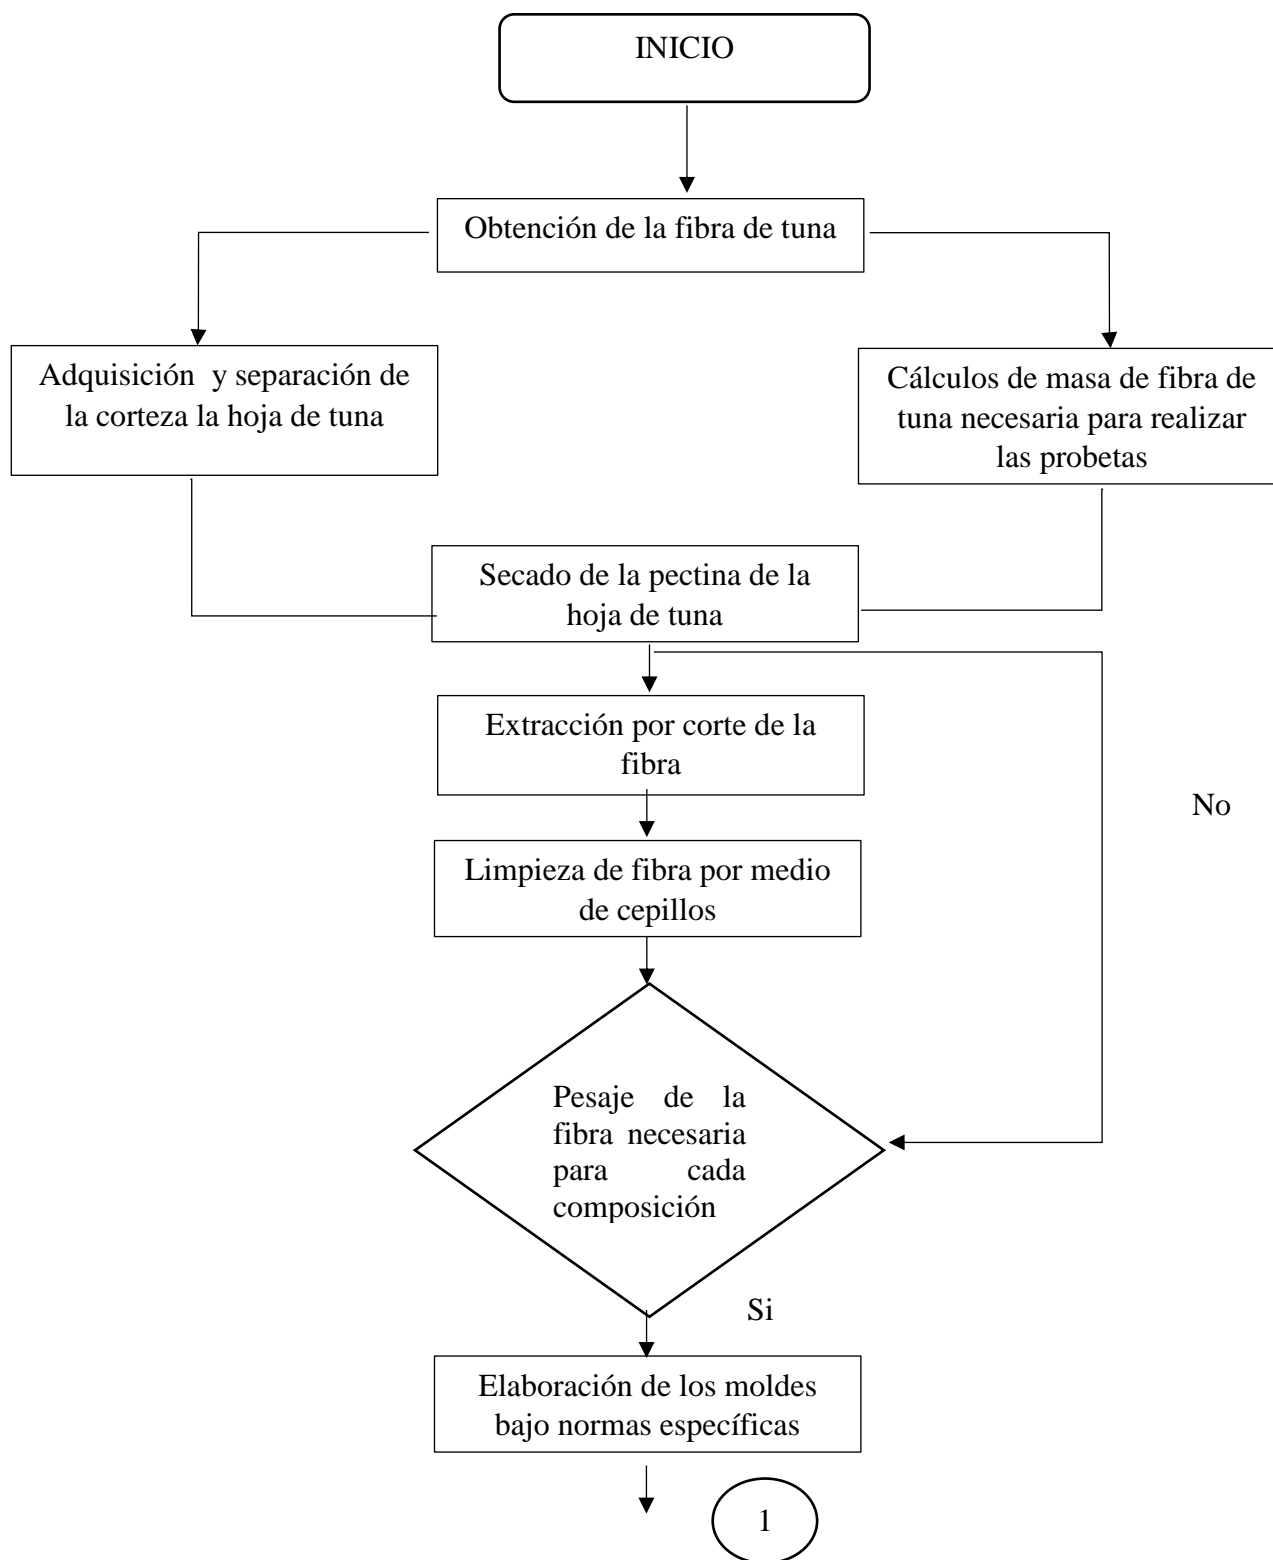 INICIO
Obtención de la fibra de tuna
Adquisición y separación de
la corteza la hoja de tuna
Cálculos de masa de fibra de
tuna necesaria para realizar
las probetas
Secado de la pectina de la
hoja de tuna
Extracción por corte de la
fibra
No
Limpieza de fibra por medio
de cepillos
Pesaje de la
fibra necesaria
para cada
composición
Si
Elaboración de los moldes
bajo normas específicas
1